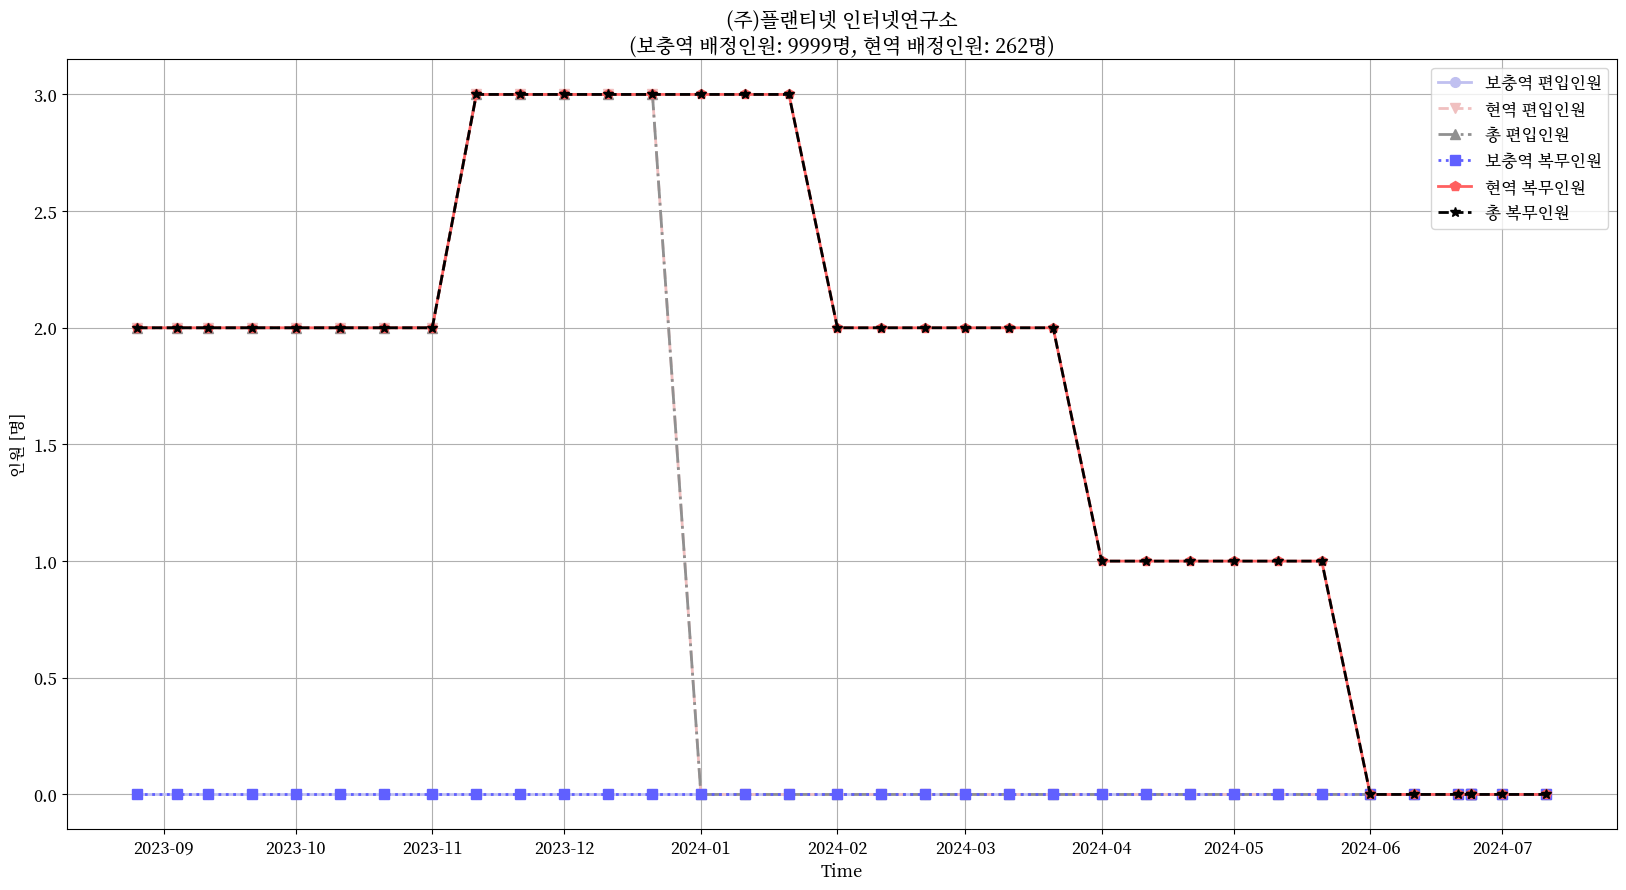 (주)플랜티넷 인터넷연구소
(보충역 배정인원: 9999명, 현역 배정인원: 262명)
보충역 편입인원
현역 편입인원
총 편입인원
보충역 복무인원
현역 복무인원
총 복무인원
인원 [명]
3.0
2.5
2.0
1.5
1.0
0.5
0.0
2023-09 2023-10 2023-11 2023-12 2024-01 2024-02 2024-03 2024-04 2024-05 2024-06 2024-07
Time